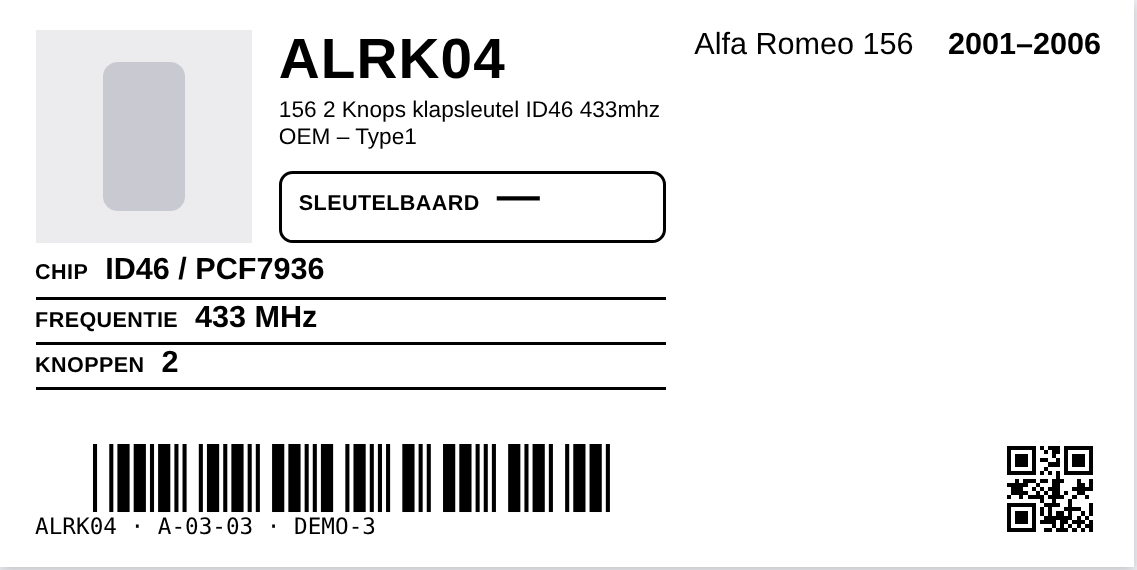 ALRK04
156 2 Knops klapsleutel ID46 433mhz
OEM – Type1
SLEUTELBAARD —
Alfa Romeo 156 2001–2006
CHIP ID46 / PCF7936
FREQUENTIE 433 MHz
KNOPPEN 2
ALRK04 · A-03-03 · DEMO-3